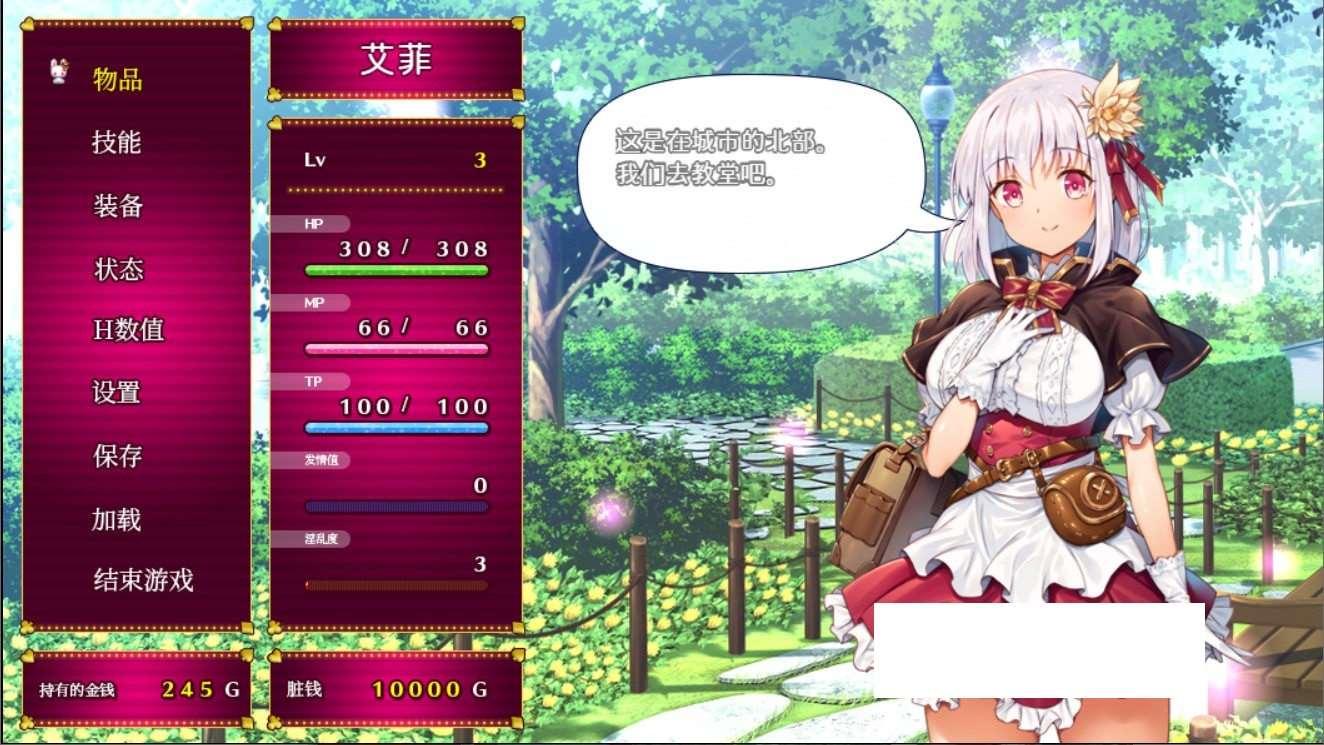 物品
技能
装备
状态
H数值
设置
保存
加载
结束游戏
持有的金钱 245 G
艾菲
Lv 3
HP
308 / 308
MP
66 / 66
TP
100 / 100
发情值
0
淫乱度
3
脏钱 10000 G
这是在城市的北部。
我们去教堂吧。